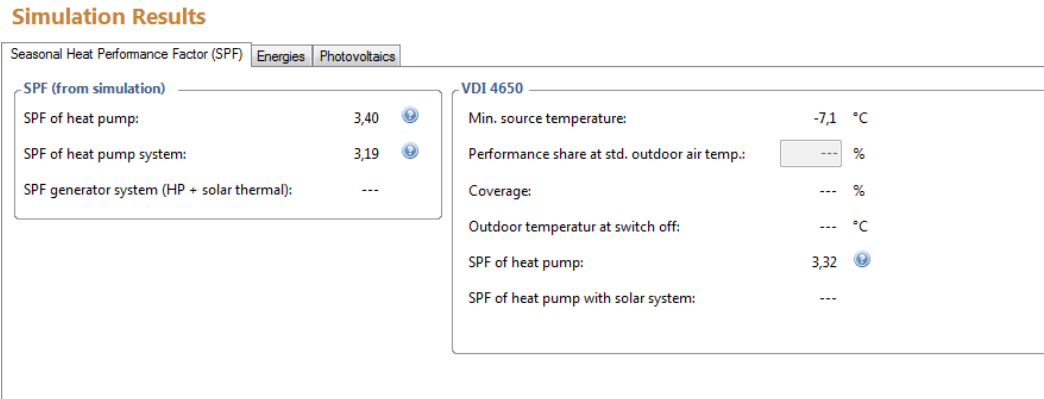 Simulation Results
Seasonal Heat Performance Factor (SPF) Energies Photovoltaics
SPF (from simulation)
SPF of heat pump: 3,40
SPF of heat pump system: 3,19
SPF generator system (HP + solar thermal): ---
VDI 4650
Min. source temperature: -7,1 °C
Performance share at std. outdoor air temp.: --- %
Coverage: --- %
Outdoor temperatur at switch off: --- °C
SPF of heat pump: 3,32
SPF of heat pump with solar system: ---